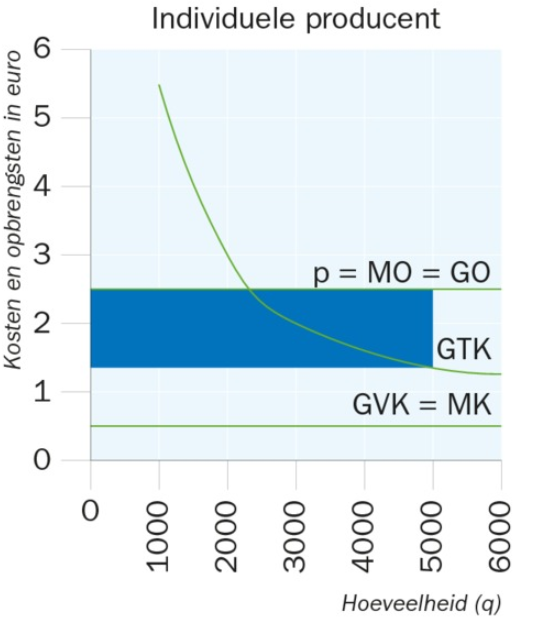 Individuele producent
Kosten en opbrengsten in euro
6
5
4
3
2
1
0
p = MO = GO
GTK
GVK = MK
0
1000
2000
3000
4000
5000
6000
Hoeveelheid (q)